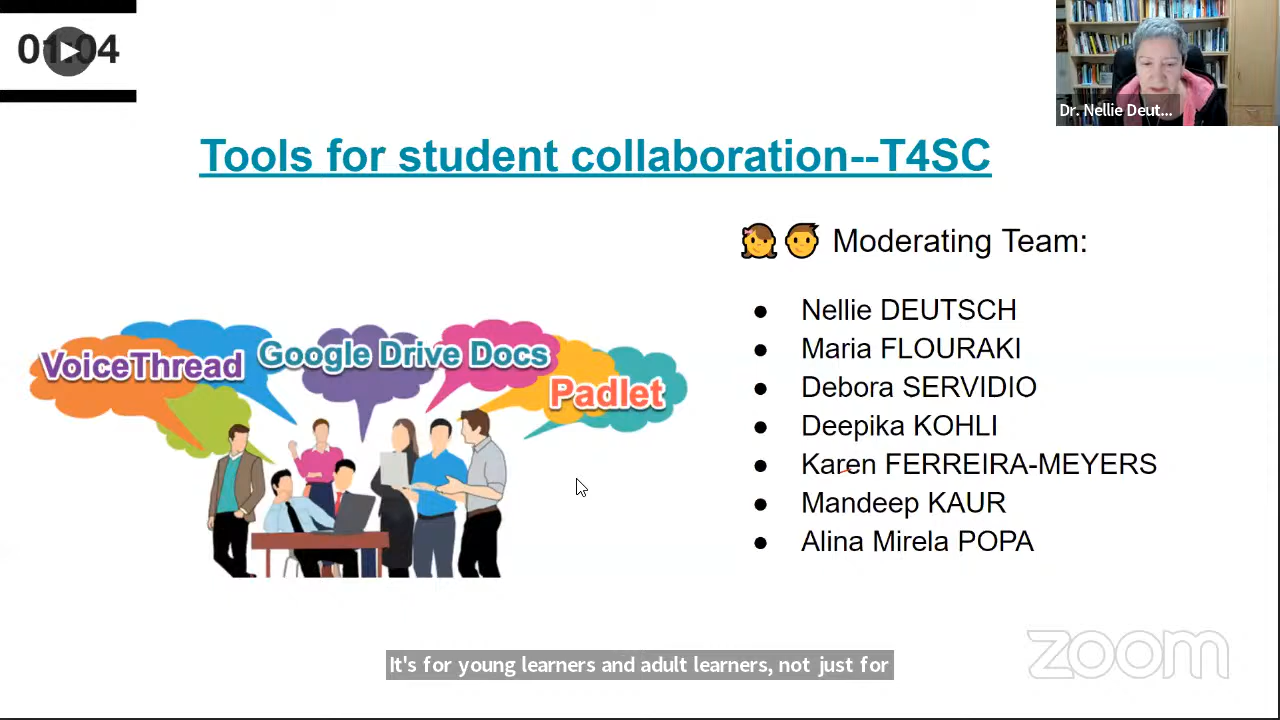 01:04
Dr. Nellie Deut...
Tools for student collaboration--T4SC
Moderating Team:
VoiceThread
Google Drive Docs
Padlet
● Nellie DEUTSCH
● Maria FLOURAKI
● Debora SERVIDIO
● Deepika KOHLI
● Karen FERREIRA-MEYERS
● Mandeep KAUR
● Alina Mirela POPA
It's for young learners and adult learners, not just for
zoom